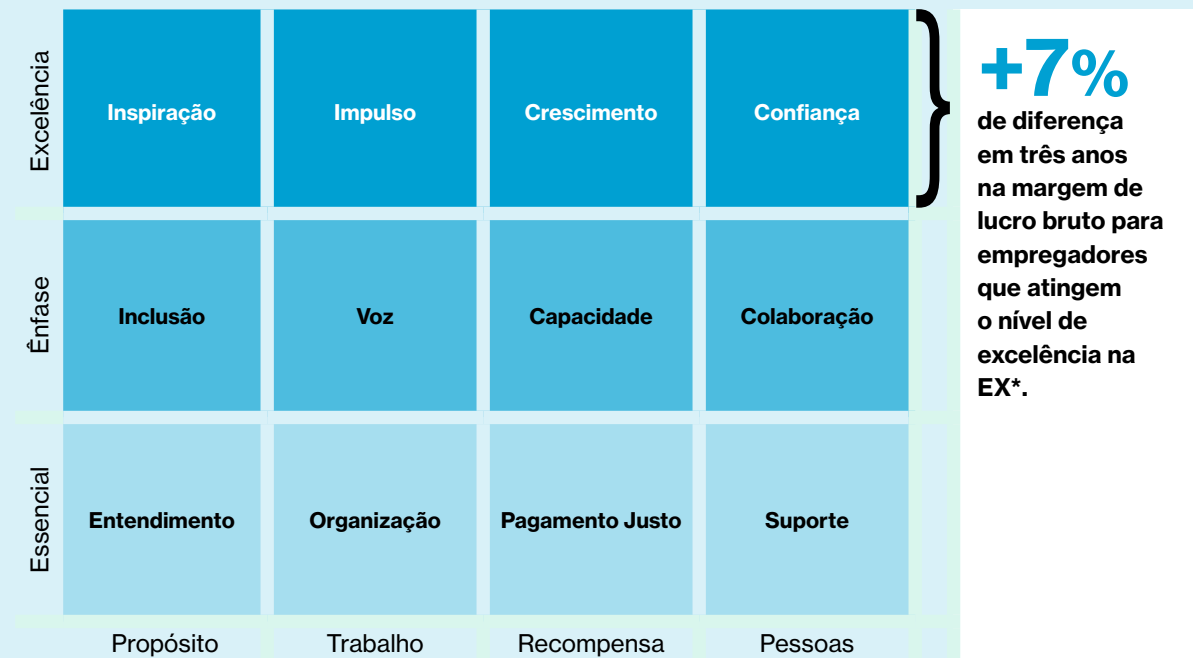 Excelência
Inspiração
Impulso
Crescimento
Confiança
}
+7%
de diferença
em três anos
na margem de
lucro bruto para
empregadores
que atingem
o nível de
excelência na
EX*.
Ênfase
Inclusão
Voz
Capacidade
Colaboração
Essencial
Entendimento
Organização
Pagamento Justo
Suporte
Propósito
Trabalho
Recompensa
Pessoas